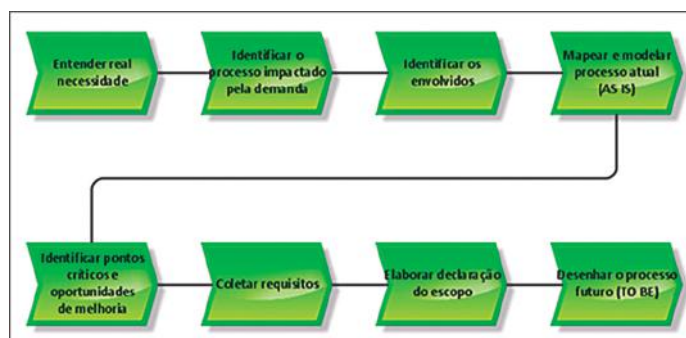 Entender real
necessidade
Identificar o
processo impactado
pela demanda
Identificar os
envolvidos
Mapear e modelar
processo atual
(AS IS)
Identificar pontos
críticos e
oportunidades
de melhoria
Coletar requisitos
Elaborar declaração
do escopo
Desenhar o processo
futuro (TO BE)